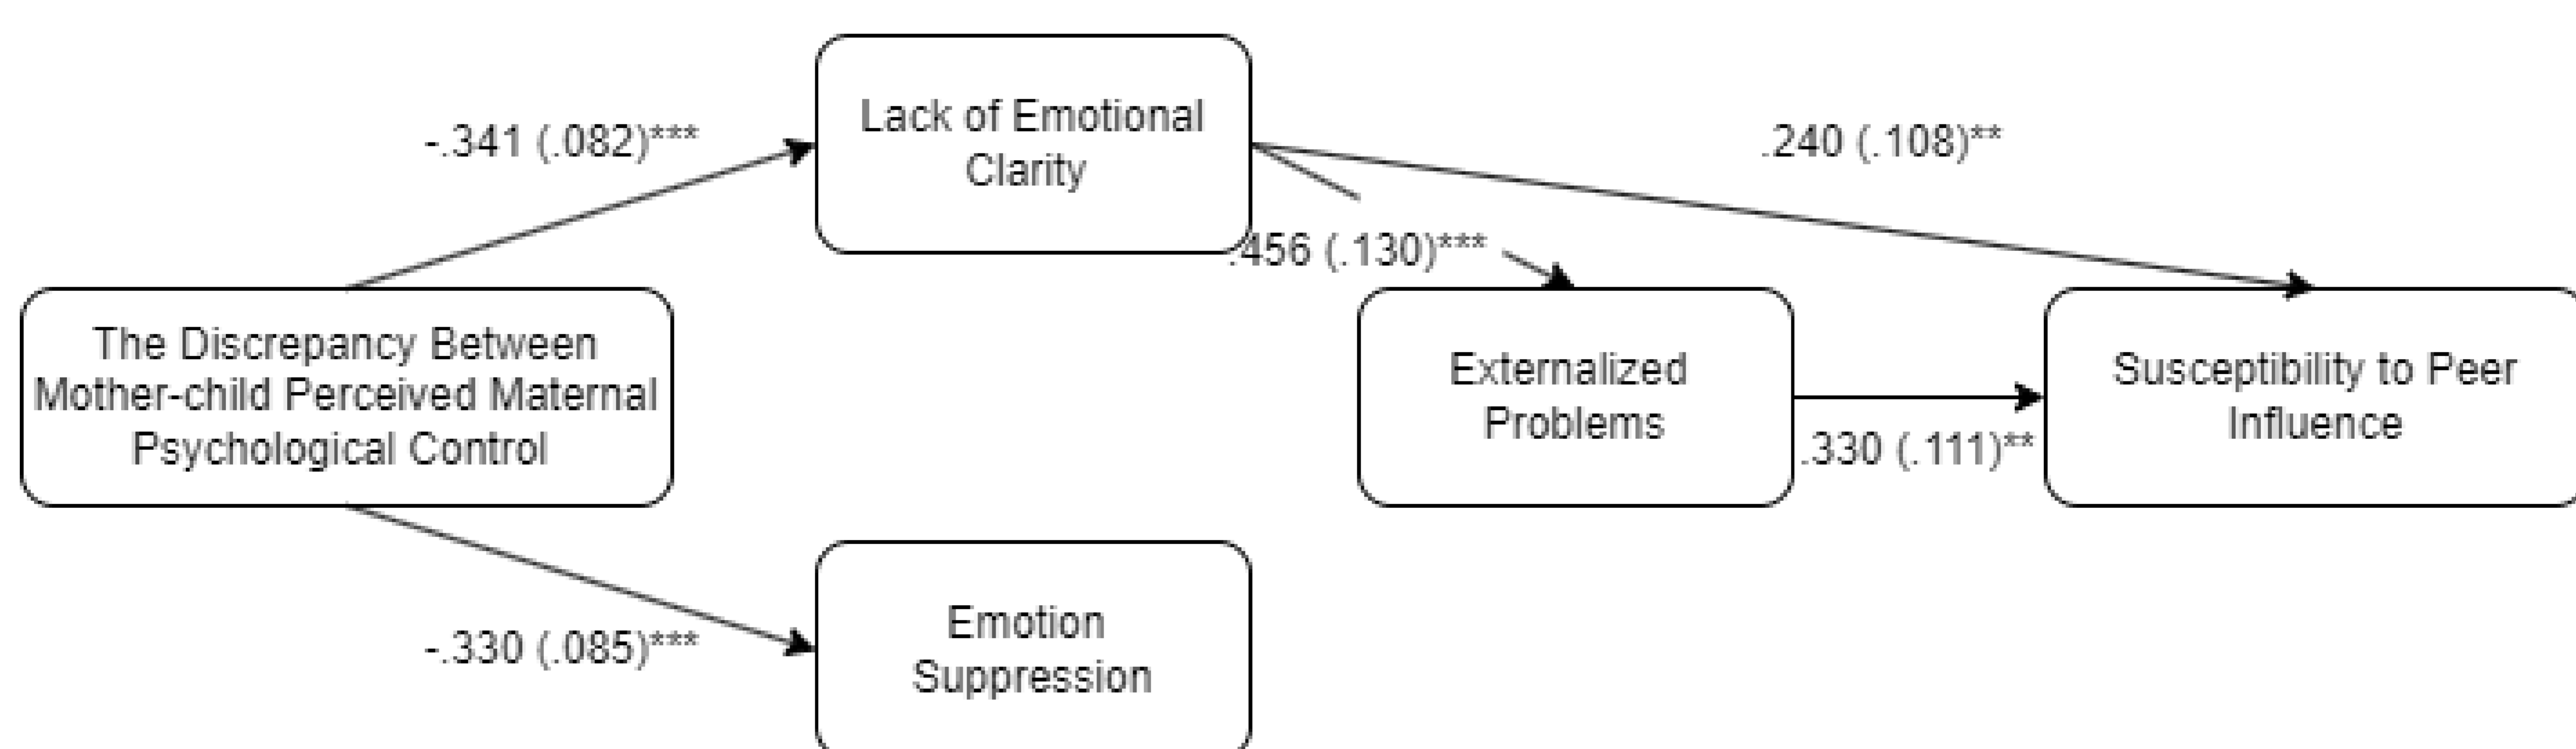 Lack of Emotional
Clarity
-.341 (.082)***
.240 (.108)**
.456 (.130)***
The Discrepancy Between
Mother-child Perceived Maternal
Psychological Control
Externalized
Problems
Susceptibility to Peer
Influence
.330 (.111)**
Emotion
Suppression
-.330 (.085)***